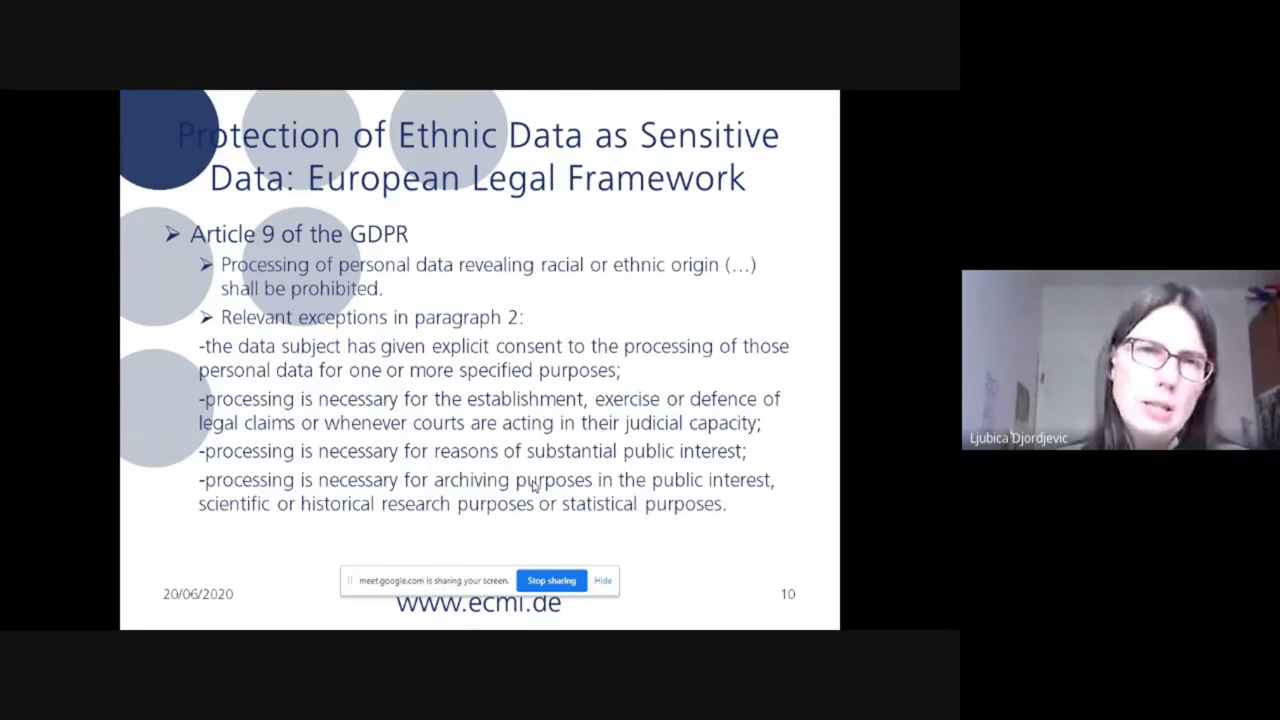 Protection of Ethnic Data as Sensitive
Data: European Legal Framework
Article 9 of the GDPR
Processing of personal data revealing racial or ethnic origin (...)
shall be prohibited.
Relevant exceptions in paragraph 2:
-the data subject has given explicit consent to the processing of those
personal data for one or more specified purposes;
-processing is necessary for the establishment, exercise or defence of
legal claims or whenever courts are acting in their judicial capacity;
-processing is necessary for reasons of substantial public interest;
-processing is necessary for archiving purposes in the public interest,
scientific or historical research purposes or statistical purposes.
meet.google.com is sharing your screen. Stop sharing Hide
20/06/2020 www.ecmi.de 10
Ljubica Djordjevic